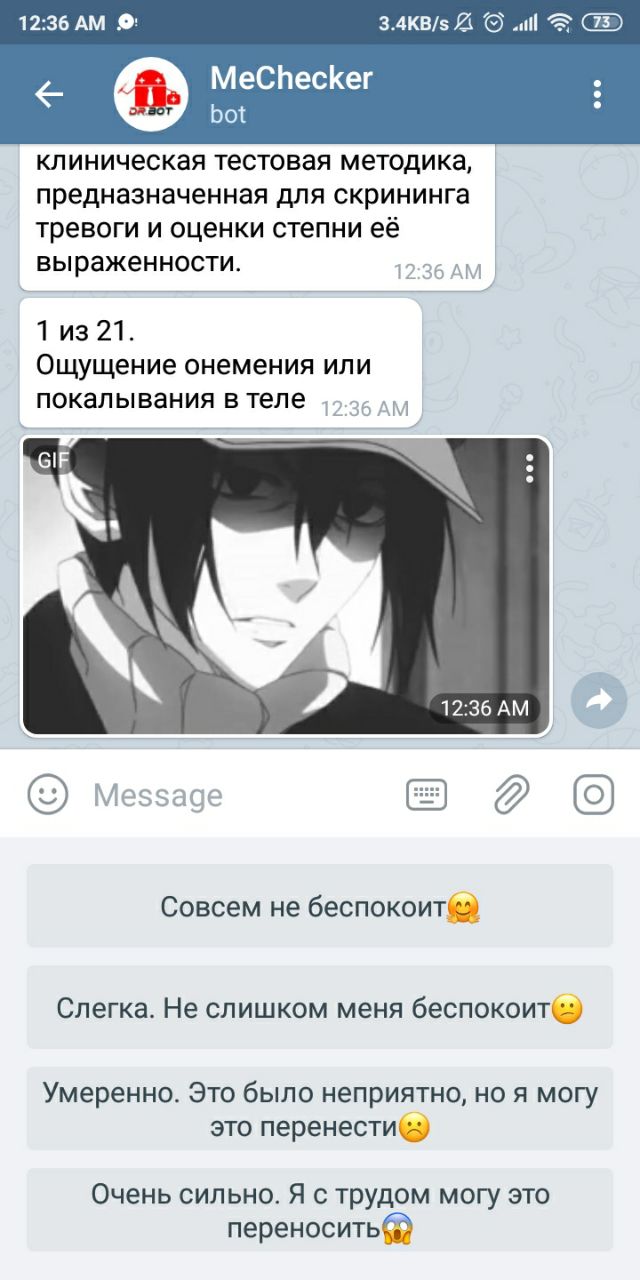 12:36 AM
3.4KB/s
73
DR.BOT
MeChecker
bot
клиническая тестовая методика,
предназначенная для скрининга
тревоги и оценки степни её
выраженности.
12:36 AM
1 из 21.
Ощущение онемения или
покалывания в теле
12:36 AM
GIF
12:36 AM
Message
Совсем не беспокоит🤗
Слегка. Не слишком меня беспокоит😕
Умеренно. Это было неприятно, но я могу
это перенести☹️
Очень сильно. Я с трудом могу это
переносить😱